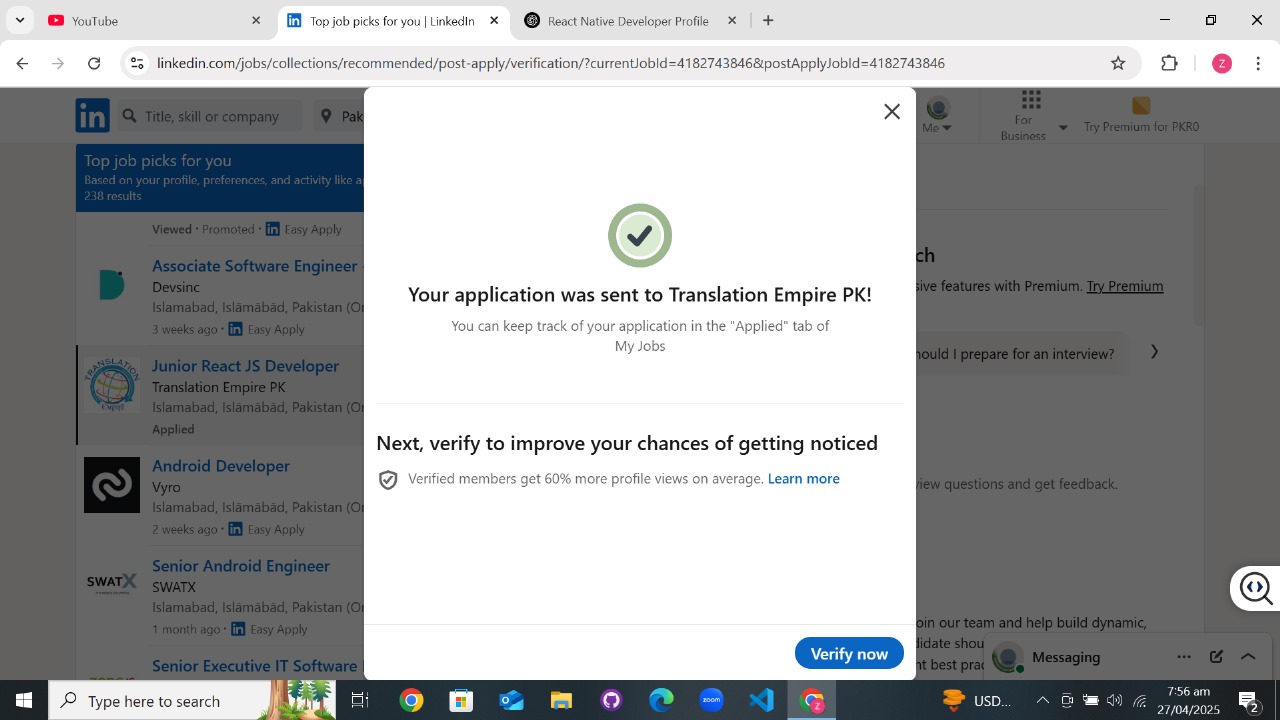 YouTube
Top job picks for you | LinkedIn
React Native Developer Profile
linkedin.com/jobs/collections/recommended/post-apply/verification/?currentJobId=4182743846&postApplyJobId=4182743846
Z
in
Title, skill or company
Pak
Me
For
Business
Try Premium for PKR0
Top job picks for you
Based on your profile, preferences, and activity like
238 results
Viewed · Promoted · in Easy Apply
Associate Software Engineer
Devsinc
Islamabad, Islāmābād, Pakistan
3 weeks ago · in Easy Apply
TRANSLATION
Empire
Junior React JS Developer
Translation Empire PK
Islamabad, Islāmābād, Pakistan
Applied
Android Developer
Vyro
Islamabad, Islāmābād, Pakistan
2 weeks ago · in Easy Apply
SWATX
Senior Android Engineer
SWATX
Islamabad, Islāmābād, Pakistan
1 month ago · in Easy Apply
Senior Executive IT Software
Your application was sent to Translation Empire PK!
You can keep track of your application in the "Applied" tab of
My Jobs
Next, verify to improve your chances of getting noticed
Verified members get 60% more profile views on average. Learn more
Verify now
ch
sive features with Premium. Try Premium
hould I prepare for an interview?
view questions and get feedback.
oin our team and help build dynamic,
didate shou
nt best prac
Messaging
Type here to search
zoom
Z
USD...
7:56 am
27/04/2025
2